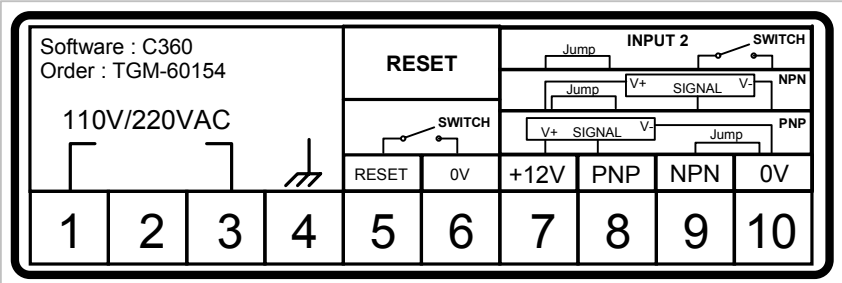 Software : C360
Order : TGM-60154
110V/220VAC
RESET
SWITCH
RESET 0V
INPUT 2
Jump SWITCH
V+ SIGNAL V- NPN
Jump
V+ SIGNAL V- PNP
Jump
+12V PNP NPN 0V
1 2 3 4 5 6 7 8 9 10